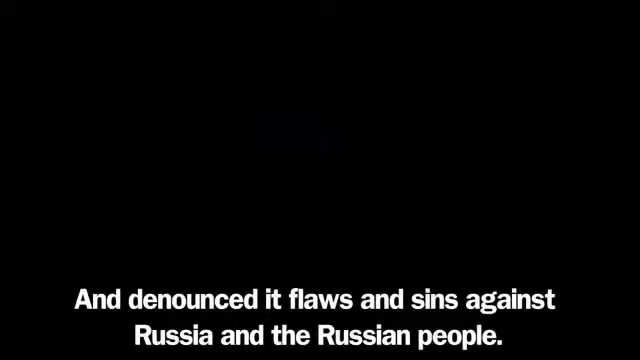 And denounced it flaws and sins against
Russia and the Russian people.